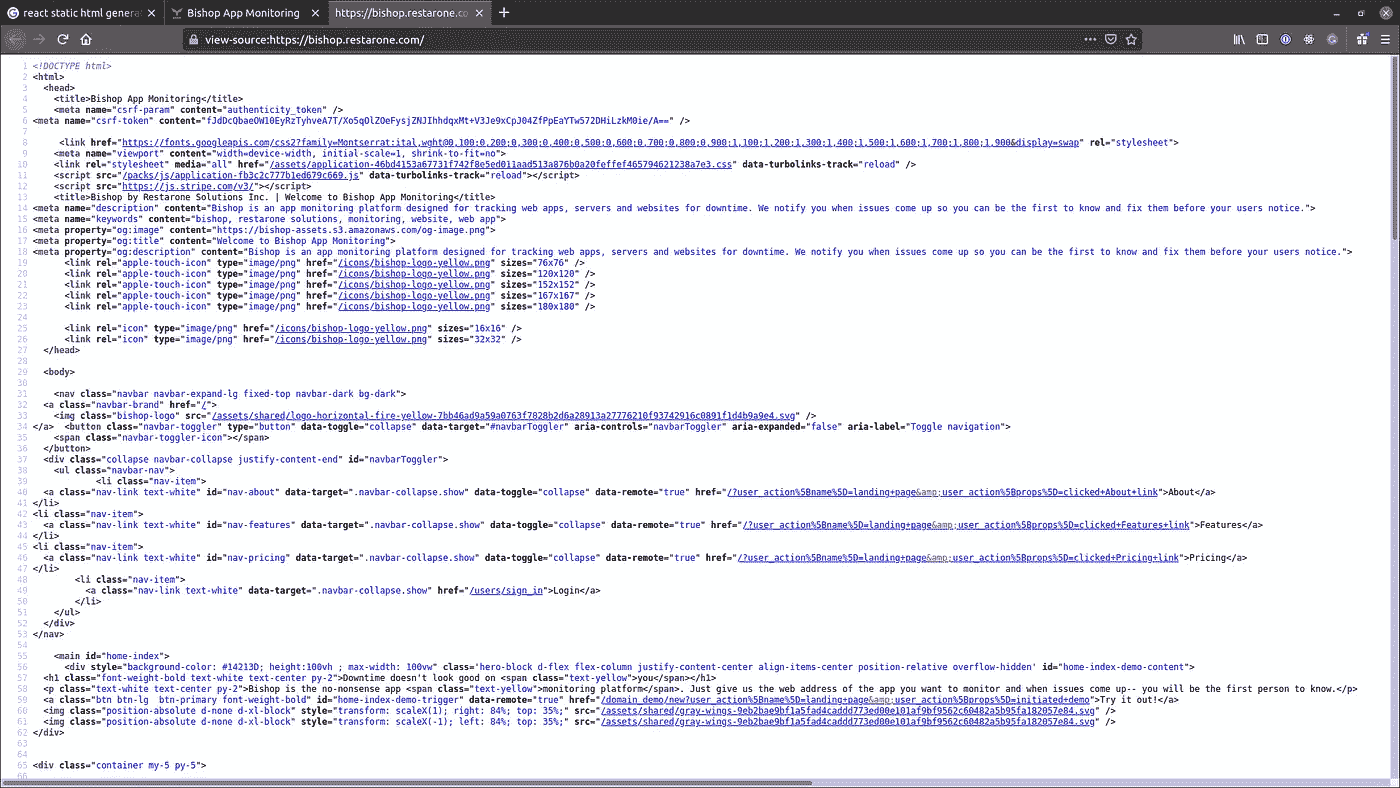 react static html genera
Bishop App Monitoring
https://bishop.restarone.co
view-source:https://bishop.restarone.com/
1 <!DOCTYPE html>
2 <html>
3 <head>
4 <title>Bishop App Monitoring</title>
5 <meta name="csrf-param" content="authenticity_token" />
6 <meta name="csrf-token" content="fJdDcQbaeOW10EyRzTyhveA7T/Xo5qOlZOeFysjZNJIhhdqxMt+V3Je9xCpJ04ZfPpEaYTw572DHiLzkM0ie/A==" />
7
8 <link href="https://fonts.googleapis.com/css2?family=Montserrat:ital,wght@0,100;0,200;0,300;0,400;0,500;0,600;0,700;0,800;0,900;1,100;1,200;1,300;1,400;1,500;1,600;1,700;1,800;1,900&display=swap" rel="stylesheet">
9 <meta name="viewport" content="width=device-width, initial-scale=1, shrink-to-fit=no">
10 <link rel="stylesheet" media="all" href="/assets/application-46bd4153a67731f742f8e5ed011aad513a876b0a20feffef465794621238a7e3.css" data-turbolinks-track="reload" />
11 <script src="/packs/js/application-fb3c2c777b1ed679c669.js" data-turbolinks-track="reload"></script>
12 <script src="https://js.stripe.com/v3/"></script>
13 <title>Bishop by Restarone Solutions Inc. | Welcome to Bishop App Monitoring</title>
14 <meta name="description" content="Bishop is an app monitoring platform designed for tracking web apps, servers and websites for downtime. We notify you when issues come up so you can be the first to know and fix them before your users notice.">
15 <meta name="keywords" content="bishop, restarone solutions, monitoring, website, web app">
16 <meta property="og:image" content="https://bishop-assets.s3.amazonaws.com/og-image.png">
17 <meta property="og:title" content="Welcome to Bishop App Monitoring">
18 <meta property="og:description" content="Bishop is an app monitoring platform designed for tracking web apps, servers and websites for downtime. We notify you when issues come up so you can be the first to know and fix them before your users notice.">
19 <link rel="apple-touch-icon" type="image/png" href="/icons/bishop-logo-yellow.png" sizes="76x76" />
20 <link rel="apple-touch-icon" type="image/png" href="/icons/bishop-logo-yellow.png" sizes="120x120" />
21 <link rel="apple-touch-icon" type="image/png" href="/icons/bishop-logo-yellow.png" sizes="152x152" />
22 <link rel="apple-touch-icon" type="image/png" href="/icons/bishop-logo-yellow.png" sizes="167x167" />
23 <link rel="apple-touch-icon" type="image/png" href="/icons/bishop-logo-yellow.png" sizes="180x180" />
24
25 <link rel="icon" type="image/png" href="/icons/bishop-logo-yellow.png" sizes="16x16" />
26 <link rel="icon" type="image/png" href="/icons/bishop-logo-yellow.png" sizes="32x32" />
27 </head>
28
29 <body>
30
31 <nav class="navbar navbar-expand-lg fixed-top navbar-dark bg-dark">
32 <a class="navbar-brand" href="/">
33 <img class="bishop-logo" src="/assets/shared/logo-horizontal-fire-yellow-7bb46ad9a59a0763f7828b2d6a28913a27776210f93742916c0891f1d4b9a9e4.svg" />
34 </a> <button class="navbar-toggler" type="button" data-toggle="collapse" data-target="#navbarToggler" aria-controls="navbarToggler" aria-expanded="false" aria-label="Toggle navigation">
35 <span class="navbar-toggler-icon"></span>
36 </button>
37 <div class="collapse navbar-collapse justify-content-end" id="navbarToggler">
38 <ul class="navbar-nav">
39 <li class="nav-item">
40 <a class="nav-link text-white" id="nav-about" data-target=".navbar-collapse.show" data-toggle="collapse" data-remote="true" href="/?user_action%5Bname%5D=landing+page&amp;user_action%5Bprops%5D=clicked+About+link">About</a>
41 </li>
42 <li class="nav-item">
43 <a class="nav-link text-white" id="nav-features" data-target=".navbar-collapse.show" data-toggle="collapse" data-remote="true" href="/?user_action%5Bname%5D=landing+page&amp;user_action%5Bprops%5D=clicked+Features+link">Features</a>
44 </li>
45 <li class="nav-item">
46 <a class="nav-link text-white" id="nav-pricing" data-target=".navbar-collapse.show" data-toggle="collapse" data-remote="true" href="/?user_action%5Bname%5D=landing+page&amp;user_action%5Bprops%5D=clicked+Pricing+link">Pricing</a>
47 </li>
48 <li class="nav-item">
49 <a class="nav-link text-white" data-target=".navbar-collapse.show" href="/users/sign_in">Login</a>
50 </li>
51 </ul>
52 </div>
53 </nav>
54
55 <main id="home-index">
56 <div style="background-color: #14213D; height:100vh ; max-width: 100vw" class='hero-block d-flex flex-column justify-content-center align-items-center position-relative overflow-hidden' id="home-index-demo-content">
57 <h1 class="font-weight-bold text-white text-center py-2">Downtime doesn't look good on <span class="text-yellow">you</span></h1>
58 <p class="text-white text-center py-2">Bishop is the no-nonsense app <span class="text-yellow">monitoring platform</span>. Just give us the web address of the app you want to monitor and when issues come up-- you will be the first person to know.</p>
59 <a class="btn btn-lg btn-primary font-weight-bold" id="home-index-demo-trigger" data-remote="true" href="/domain_demo/new?user_action%5Bname%5D=landing+page&amp;user_action%5Bprops%5D=initiated+demo">Try it out!</a>
60 <img class="position-absolute d-none d-xl-block" style="transform: scaleX(1); right: 84%; top: 35%;" src="/assets/shared/gray-wings-9eb2bae9bf1a5fad4caddd773ed00e101af9bf9562c60482a5b95fa182057e84.svg" />
61 <img class="position-absolute d-none d-xl-block" style="transform: scaleX(-1); left: 84%; top: 35%;" src="/assets/shared/gray-wings-9eb2bae9bf1a5fad4caddd773ed00e101af9bf9562c60482a5b95fa182057e84.svg" />
62 </div>
63
64
65 <div class="container my-5 py-5">
66